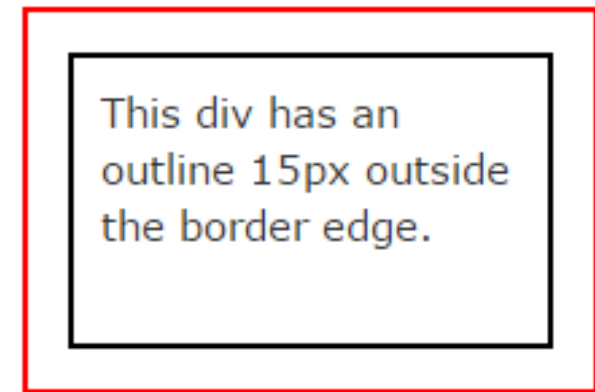 This div has an
outline 15px outside
the border edge.